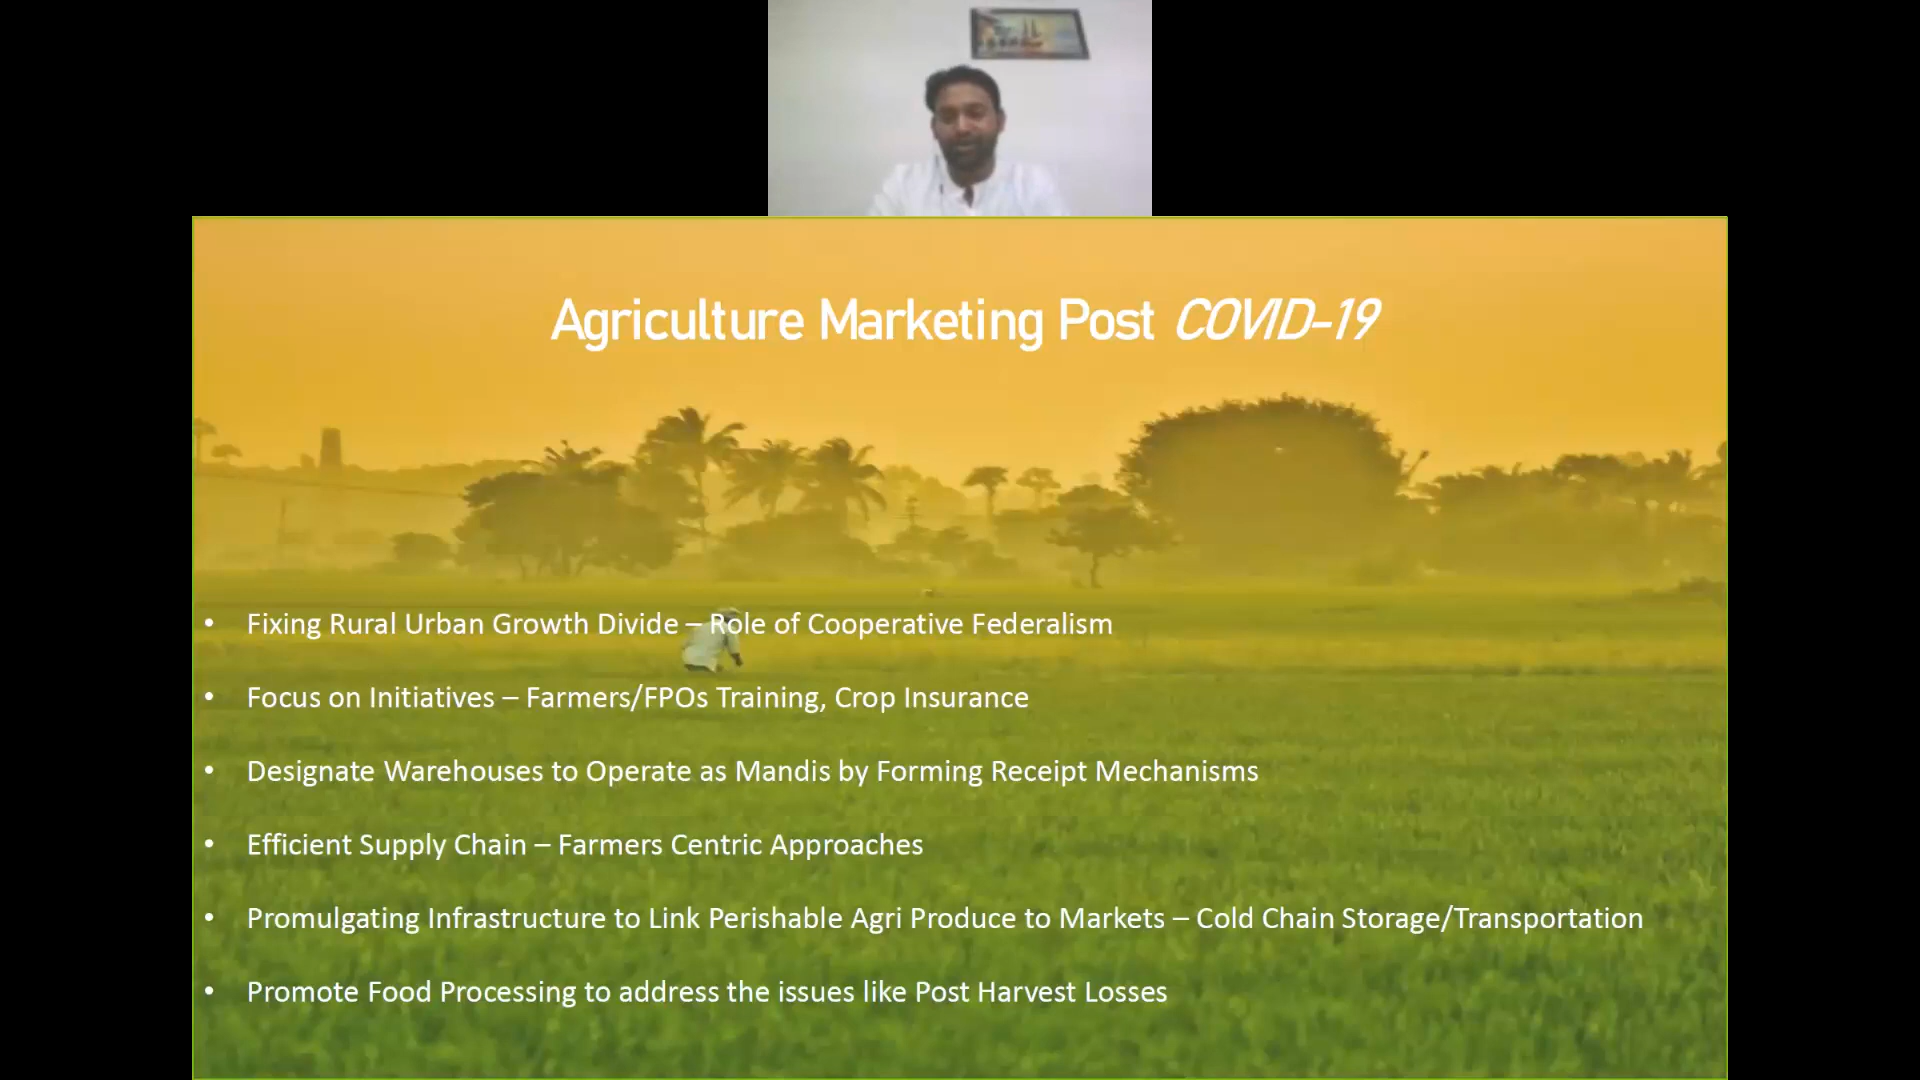 Agriculture Marketing Post COVID-19
• Fixing Rural Urban Growth Divide – Role of Cooperative Federalism
• Focus on Initiatives – Farmers/FPOs Training, Crop Insurance
• Designate Warehouses to Operate as Mandis by Forming Receipt Mechanisms
• Efficient Supply Chain – Farmers Centric Approaches
• Promulgating Infrastructure to Link Perishable Agri Produce to Markets – Cold Chain Storage/Transportation
• Promote Food Processing to address the issues like Post Harvest Losses